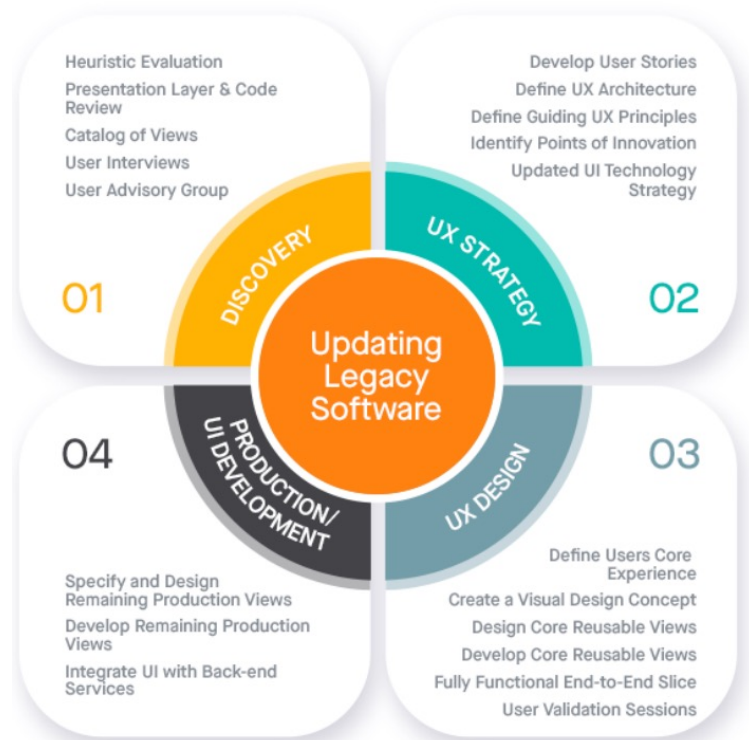 Heuristic Evaluation
Presentation Layer & Code
Review
Catalog of Views
User Interviews
User Advisory Group
01
DISCOVERY
Develop User Stories
Define UX Architecture
Define Guiding UX Principles
Identify Points of Innovation
Updated UI Technology
Strategy
02
UX STRATEGY
Updating
Legacy
Software
04
PRODUCTION/
UI DEVELOPMENT
Specify and Design
Remaining Production Views
Develop Remaining Production
Views
Integrate UI with Back-end
Services
03
UX DESIGN
Define Users Core
Experience
Create a Visual Design Concept
Design Core Reusable Views
Develop Core Reusable Views
Fully Functional End-to-End Slice
User Validation Sessions